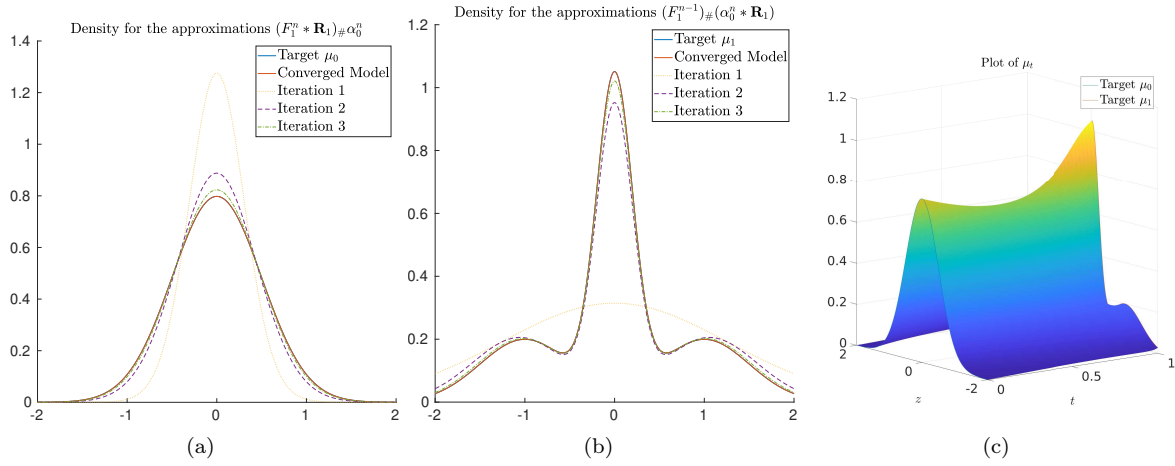 Density for the approximations $(F_1^n * \mathbf{R}_1)_\# \alpha_0^n$
Target $\mu_0$
Converged Model
Iteration 1
Iteration 2
Iteration 3
1.4
1.2
1
0.8
0.6
0.4
0.2
0
-2
-1
0
1
2
(a)
Density for the approximations $(F_1^{n-1})_\#(\alpha_0^n * \mathbf{R}_1)$
Target $\mu_1$
Converged Model
Iteration 1
Iteration 2
Iteration 3
1.2
1
0.8
0.6
0.4
0.2
0
-2
-1
0
1
2
(b)
Plot of $\mu_t$
Target $\mu_0$
Target $\mu_1$
1.2
1
0.8
0.6
0.4
0.2
0
2
0
-2
z
0
0.5
1
t
(c)